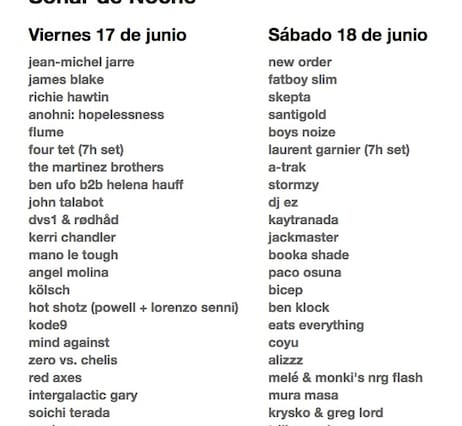 Sónar de Noche
Viernes 17 de junio
jean-michel jarre
james blake
richie hawtin
anohni: hopelessness
flume
four tet (7h set)
the martinez brothers
ben ufo b2b helena hauff
john talabot
dvs1 & rødhåd
kerri chandler
mano le tough
angel molina
kölsch
hot shotz (powell + lorenzo senni)
kode9
mind against
zero vs. chelis
red axes
intergalactic gary
soichi terada
Sábado 18 de junio
new order
fatboy slim
skepta
santigold
boys noize
laurent garnier (7h set)
a-trak
stormzy
dj ez
kaytranada
jackmaster
booka shade
paco osuna
bicep
ben klock
eats everything
coyu
alizzz
melé & monki's nrg flash
mura masa
krysko & greg lord